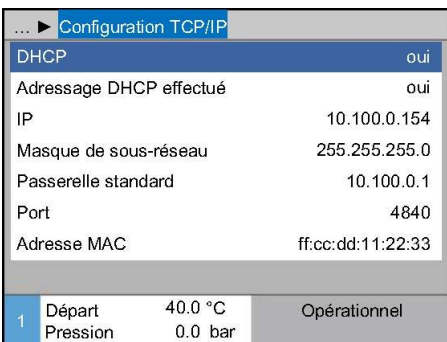 ... ► Configuration TCP/IP
DHCP oui
Adressage DHCP effectué oui
IP 10.100.0.154
Masque de sous-réseau 255.255.255.0
Passerelle standard 10.100.0.1
Port 4840
Adresse MAC ff:cc:dd:11:22:33
1 Départ 40.0 °C Opérationnel
Pression 0.0 bar